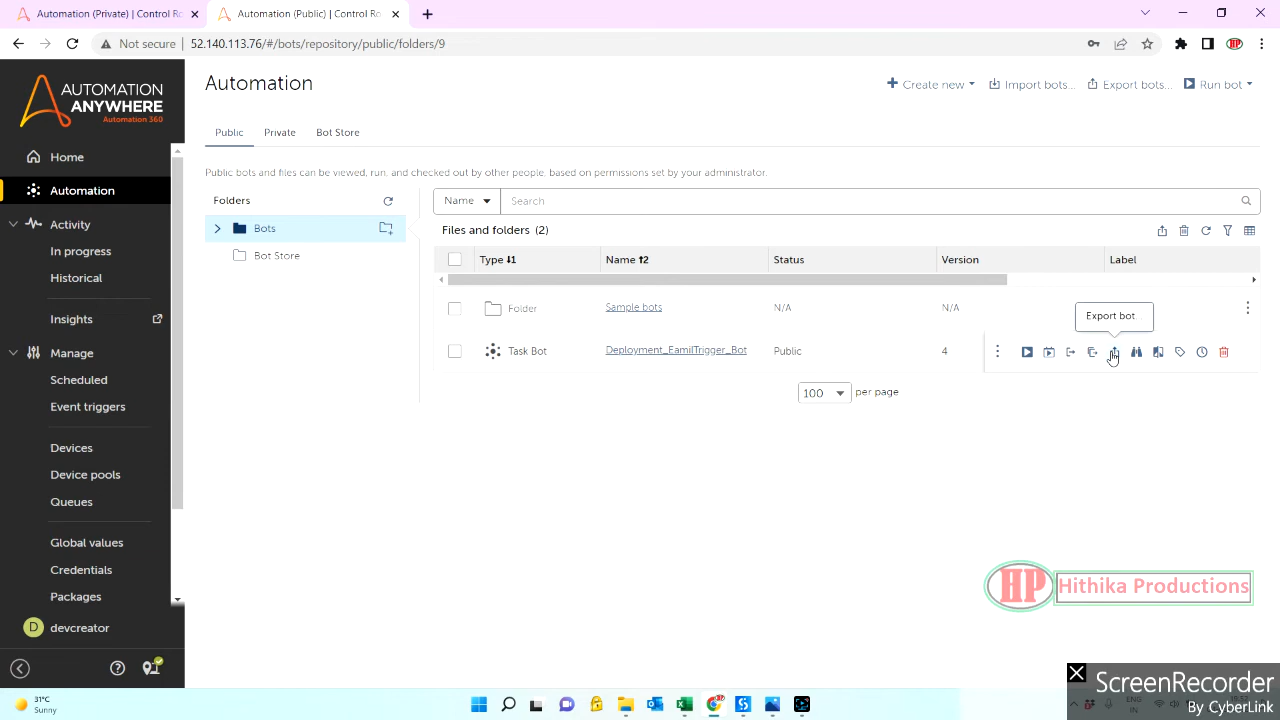 Automation (Private) | Control Ro
Automation (Public) | Control Ro
Not secure
52.140.113.76/#/bots/repository/public/folders/9
AUTOMATION
ANYWHERE
Automation 360
Home
Automation
Activity
In progress
Historical
Insights
Manage
Scheduled
Event triggers
Devices
Device pools
Queues
Global values
Credentials
Packages
D
devcreator
Automation
Create new
Import bots...
Export bots...
Run bot
Public
Private
Bot Store
Public bots and files can be viewed, run, and checked out by other people, based on permissions set by your administrator.
Folders
Bots
Bot Store
Name
Search
Files and folders (2)
Type
Name
Status
Version
Label
Folder
Sample bots
N/A
N/A
Export bot...
Task Bot
Deployment_EamilTrigger_Bot
Public
4
100
per page
HP
Hithika Productions
31°C
Sunny
ENG
IN
ScreenRecorder
By CyberLink